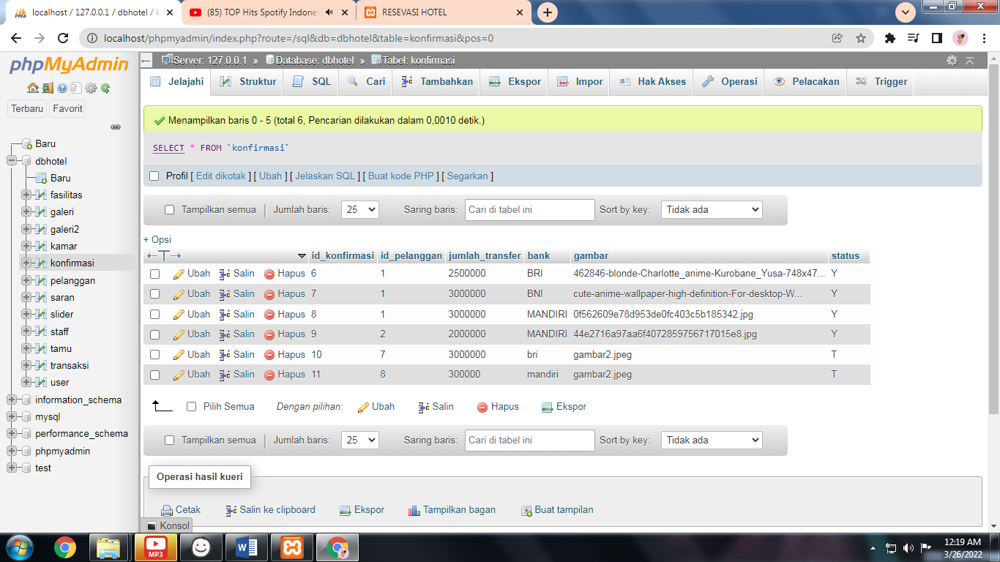 localhost / 127.0.0.1 / dbhotel / k
(85) TOP Hits Spotify Indones
RESEVASI HOTEL
localhost/phpmyadmin/index.php?route=/sql&db=dbhotel&table=konfirmasi&pos=0
phpMyAdmin
Terbaru Favorit
Baru
dbhotel
Baru
fasilitas
galeri
galeri2
kamar
konfirmasi
pelanggan
saran
slider
staff
tamu
transaksi
user
information_schema
mysql
performance_schema
phpmyadmin
test
Server: 127.0.0.1 » Database: dbhotel » Tabel: konfirmasi
Jelajahi Struktur SQL Cari Tambahkan Ekspor Impor Hak Akses Operasi Pelacakan Trigger
Menampilkan baris 0 - 5 (total 6, Pencarian dilakukan dalam 0,0010 detik.)
SELECT * FROM `konfirmasi`
Profil [ Edit dikotak ] [ Ubah ] [ Jelaskan SQL ] [ Buat kode PHP ] [ Segarkan ]
Tampilkan semua | Jumlah baris: 25 Saring baris: Cari di tabel ini Sort by key: Tidak ada
+ Opsi
←T→ id_konfirmasi id_pelanggan jumlah_transfer bank gambar status
Ubah Salin Hapus 6 1 2500000 BRI 462846-blonde-Charlotte_anime-Kurobane_Yusa-748x47... Y
Ubah Salin Hapus 7 1 3000000 BNI cute-anime-wallpaper-high-definition-For-desktop-W... Y
Ubah Salin Hapus 8 1 3000000 MANDIRI 0f562609e78d953de0fc403c5b185342.jpg Y
Ubah Salin Hapus 9 2 2000000 MANDIRI 44e2716a97aa6f4072859756717015e8.jpg Y
Ubah Salin Hapus 10 7 3000000 bri gambar2.jpeg T
Ubah Salin Hapus 11 8 300000 mandiri gambar2.jpeg T
Pilih Semua Dengan pilihan: Ubah Salin Hapus Ekspor
Tampilkan semua | Jumlah baris: 25 Saring baris: Cari di tabel ini Sort by key: Tidak ada
Operasi hasil kueri
Cetak Salin ke clipboard Ekspor Tampilkan bagan Buat tampilan
Konsol
MP3
12:19 AM
3/26/2022